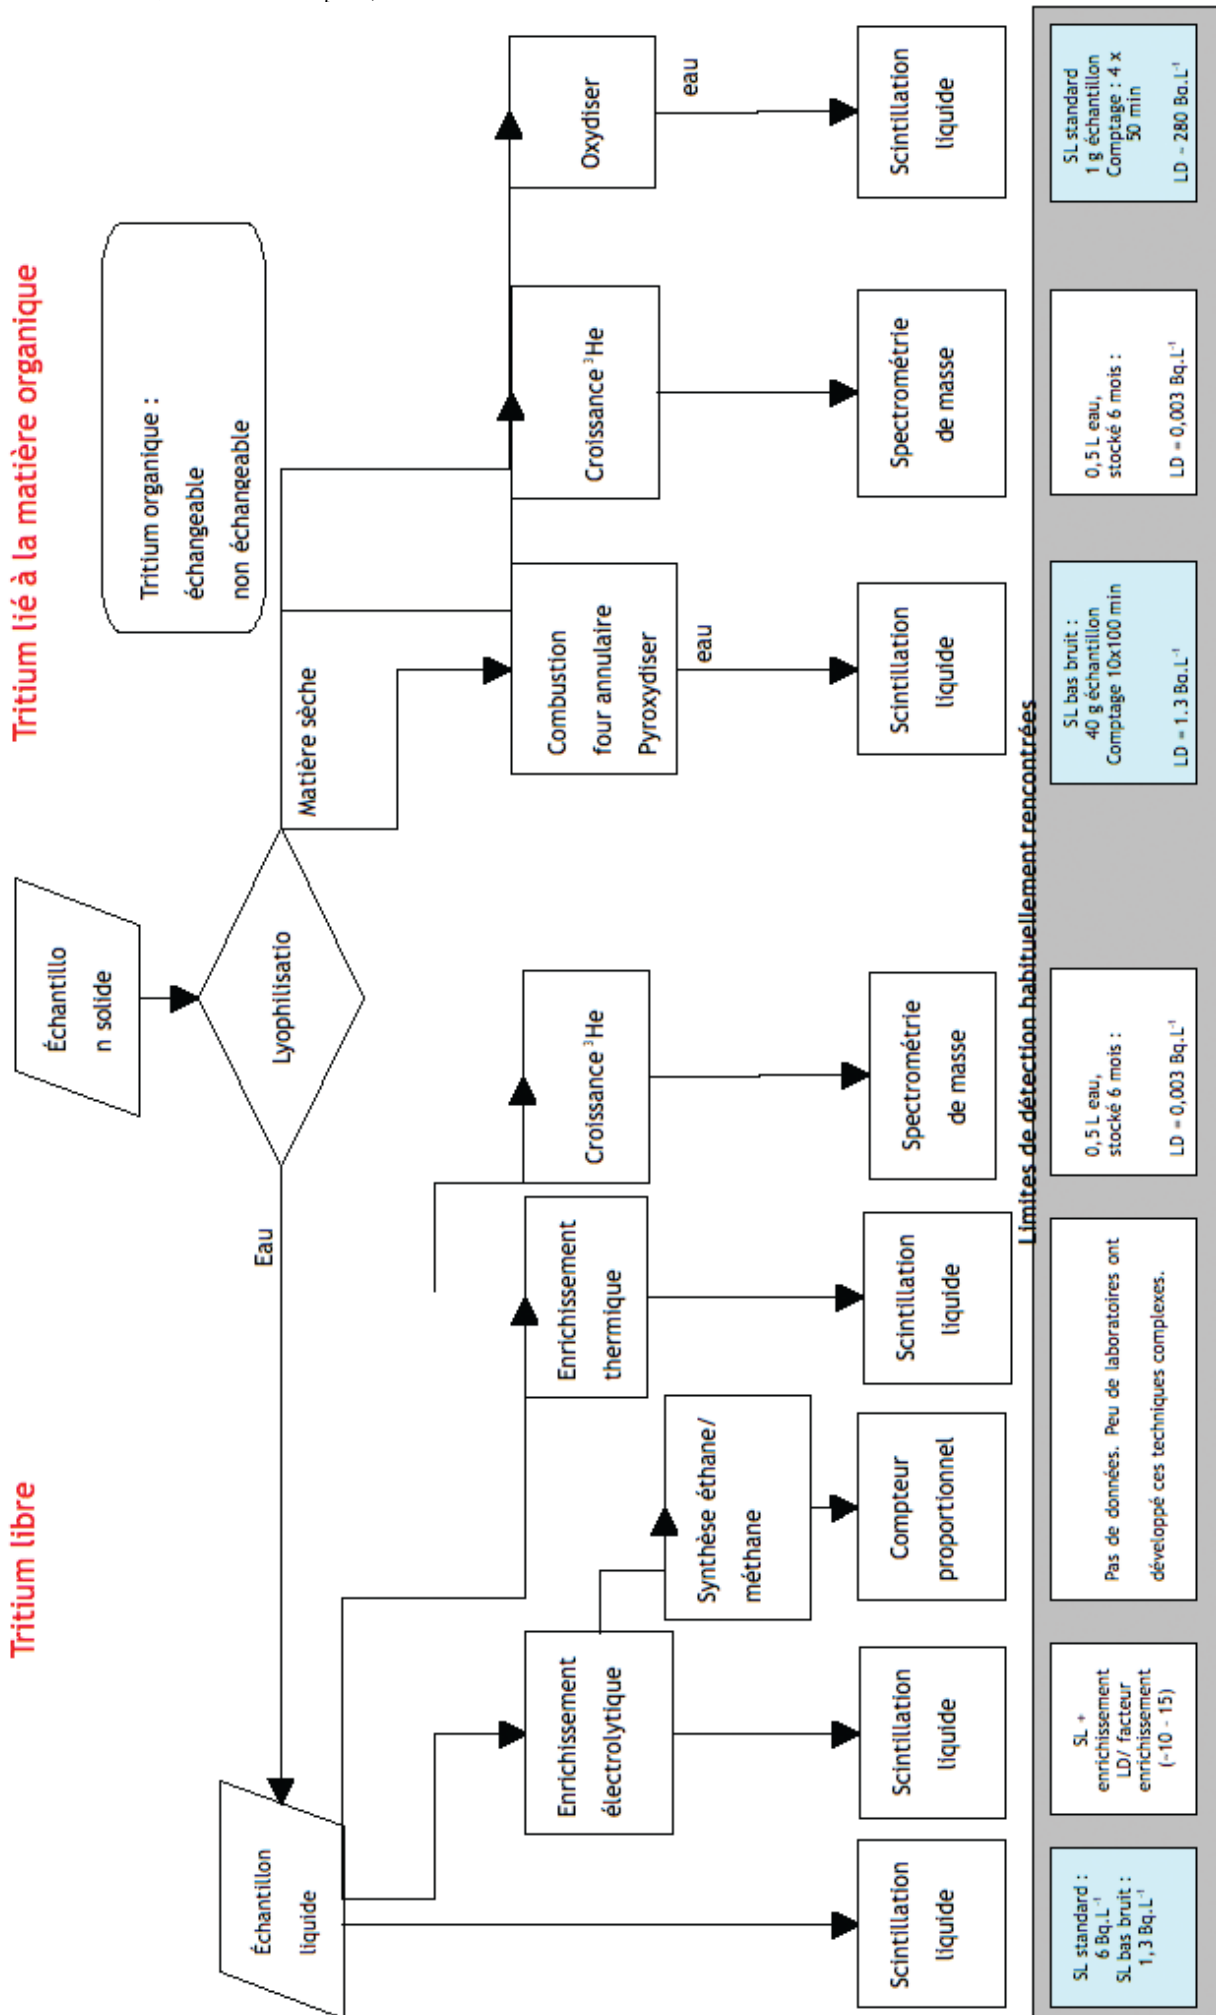 Tritium libre
Tritium lié à la matière organique
Échantillo
n solide
Tritium organique :
échangeable
non échangeable
Échantillon
liquide
Eau
Lyophilisatio
Matière sèche
Enrichissement
électrolytique
Synthèse éthane/
méthane
Enrichissement
thermique
Croissance ³He
Combustion
four annulaire
Pyroxydiser
eau
Croissance ³He
Oxydiser
eau
Scintillation
liquide
Scintillation
liquide
Compteur
proportionnel
Scintillation
liquide
Spectrométrie
de masse
Scintillation
liquide
Spectrométrie
de masse
Scintillation
liquide
Limites de détection habituellement rencontrées
SL standard :
6 Bq.L⁻¹
SL bas bruit :
1,3 Bq.L⁻¹
SL +
enrichissement
LD/ facteur
enrichissement
(~10 - 15)
Pas de données. Peu de laboratoires ont
développé ces techniques complexes.
0,5 L eau,
stocké 6 mois :
LD = 0,003 Bq.L⁻¹
SL bas bruit :
40 g échantillon
Comptage 10x100 min
LD = 1.3 Bq.L⁻¹
0,5 L eau,
stocké 6 mois :
LD = 0,003 Bq.L⁻¹
SL standard
1 g échantillon
Comptage : 4 x
50 min
LD ~ 280 Bq.L⁻¹